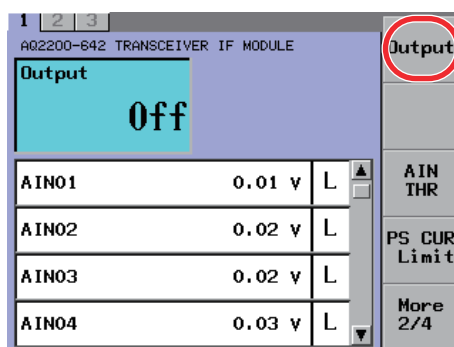 1 2 3
AQ2200-642 TRANSCEIVER IF MODULE
Output
Off
AIN01 0.01 V L
AIN02 0.02 V L
AIN03 0.02 V L
AIN04 0.03 V L
Output
AIN
THR
PS CUR
Limit
More
2/4